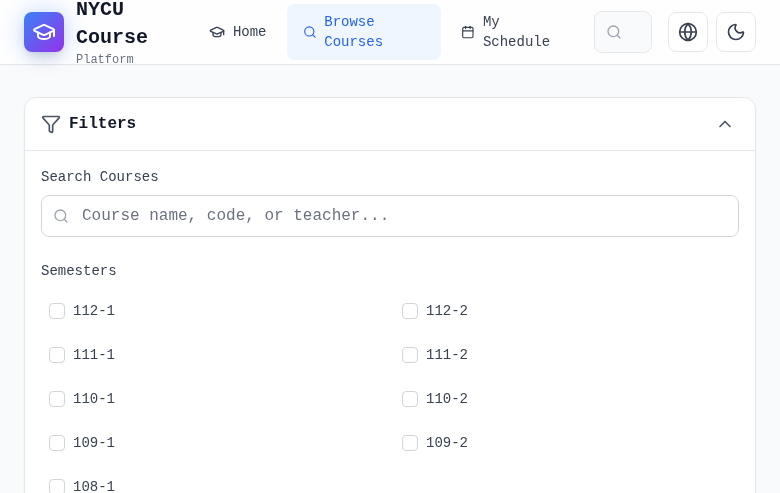 NYCU
Course
Platform
Home
Browse
Courses
My
Schedule
Filters
Search Courses
Course name, code, or teacher...
Semesters
112-1
112-2
111-1
111-2
110-1
110-2
109-1
109-2
108-1